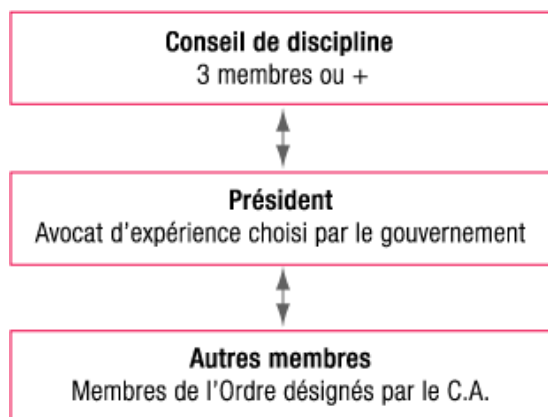 Conseil de discipline
3 membres ou +
Président
Avocat d'expérience choisi par le gouvernement
Autres membres
Membres de l'Ordre désignés par le C.A.